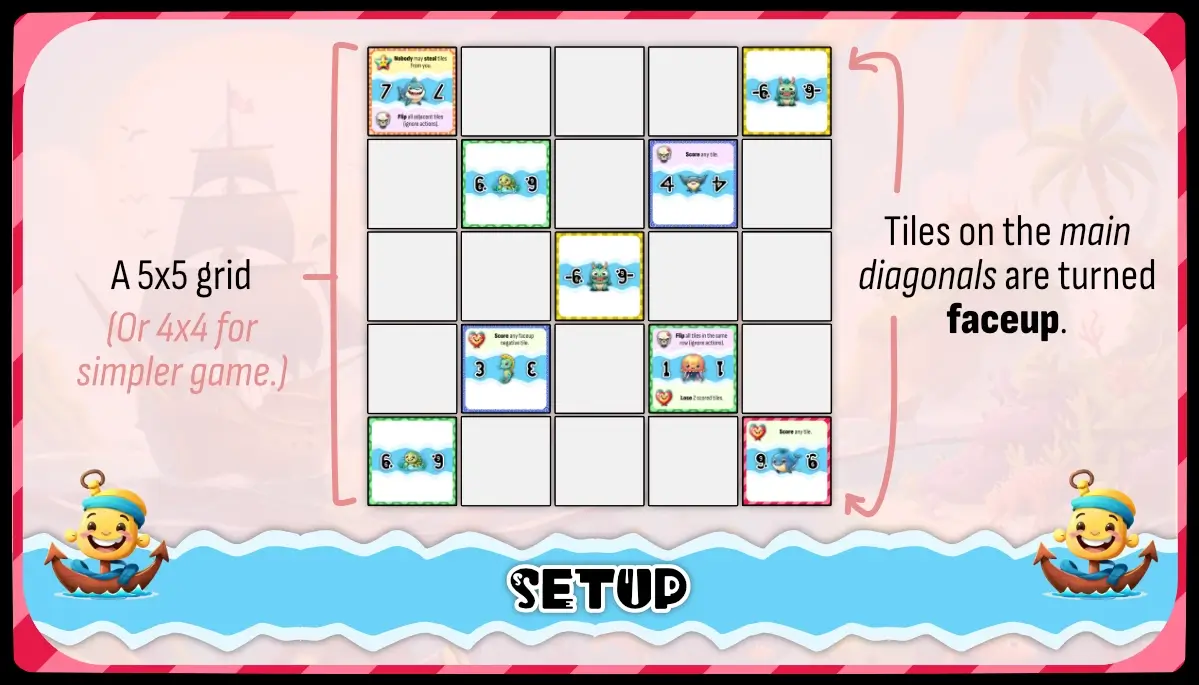 Nobody may steal tiles
from you.
7 7
Flip all adjacent tiles
(ignore actions).
-6. -6.
6. 6.
Score any tile.
4 4
-6. -6.
Score any faceup
negative tile.
3 3
Flip all tiles in the same
row (ignore actions).
1 1
Lose 2 scored tiles.
6. 6.
Score any tile.
9. 9.
A 5x5 grid
(Or 4x4 for
simpler game.)
Tiles on the main
diagonals are turned
faceup.
SETUP